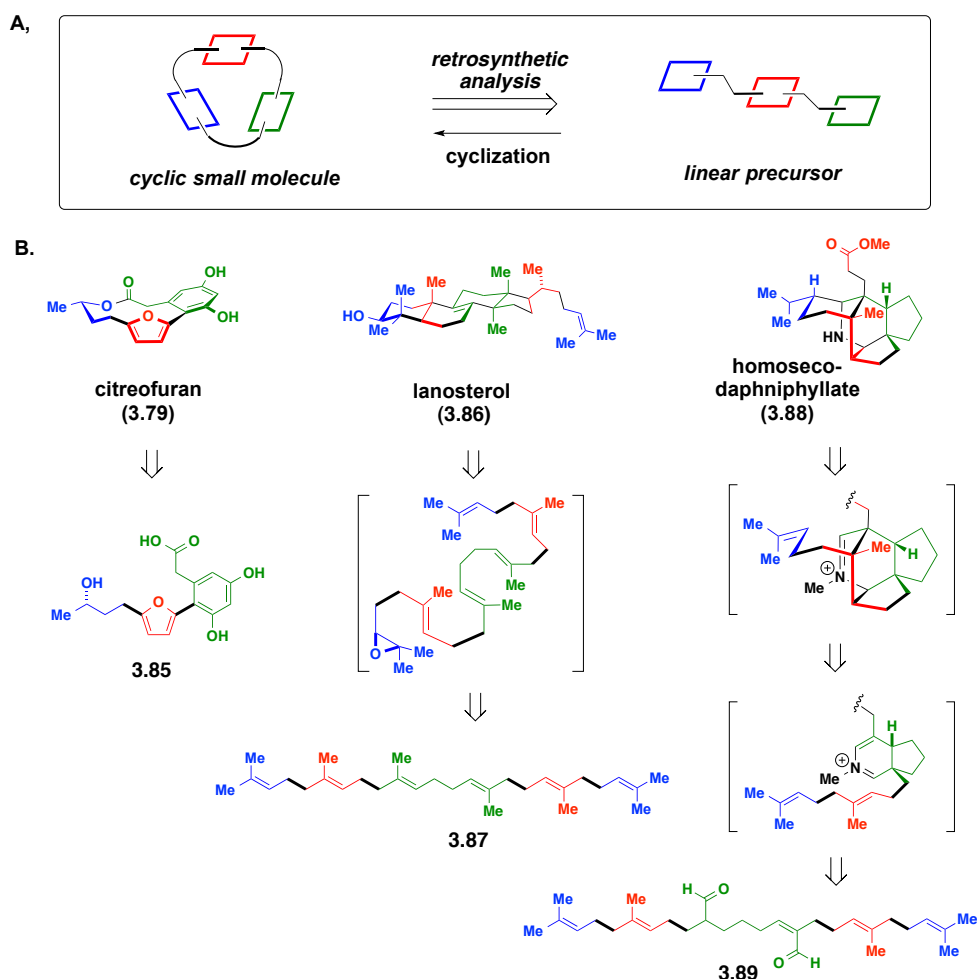 A,
retrosynthetic
analysis
cyclization
cyclic small molecule
linear precursor
B.
OMe
O
OH
O
Me
O
OH
O
citreofuran
(3.79)
Me
Me
Me
Me
HO
Me
Me
Me
Me
lanosterol
(3.86)
H
H
Me
Me
Me
HN
homoseco-
daphniphyllate
(3.88)
HO
O
OH
Me
O
OH
OH
3.85
Me
Me
Me
Me
Me
Me
O
Me
Me
Me
Me
H
N
+
Me
H
N
+
Me
Me
Me
Me
Me
Me
Me
Me
Me
Me
Me
Me
3.87
H
O
Me
Me
Me
Me
Me
Me
O
H
3.89